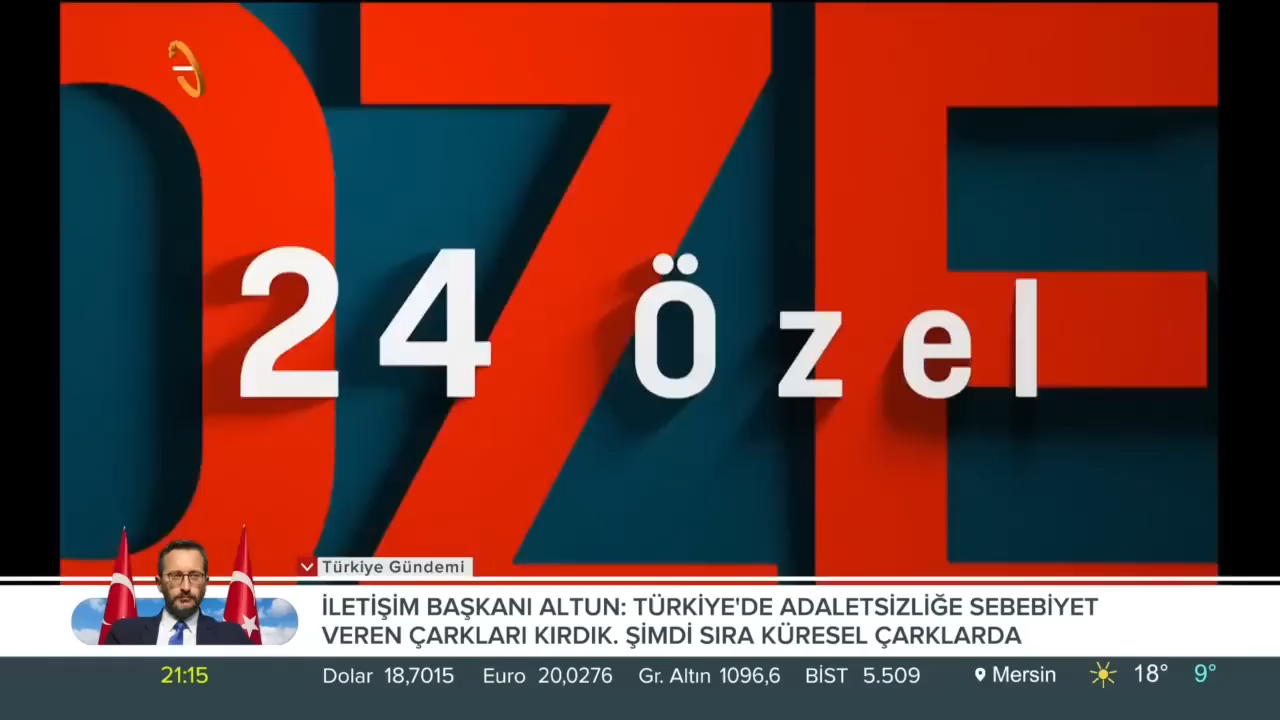 ÖZE
24 Özel
Türkiye Gündemi
İLETİŞİM BAŞKANI ALTUN: TÜRKİYE'DE ADALETSİZLİĞE SEBEBİYET
VEREN ÇARKLARI KIRDIK. ŞİMDİ SIRA KÜRESEL ÇARKLARDA
21:15 Dolar 18,7015 Euro 20,0276 Gr. Altın 1096,6 BİST 5.509 Mersin 18° 9°